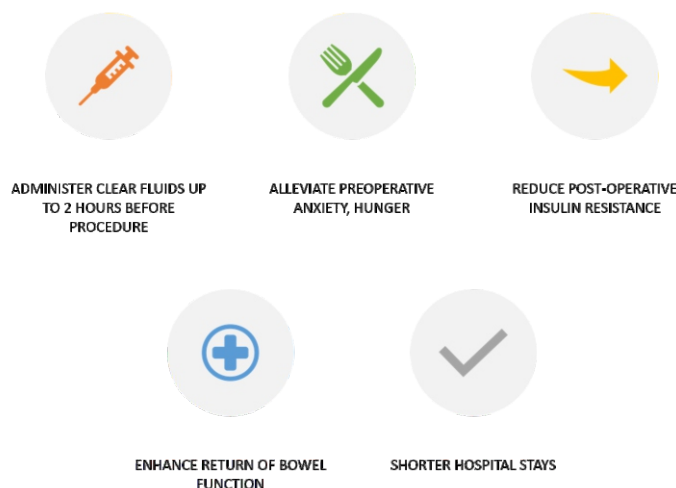 ADMINISTER CLEAR FLUIDS UP
TO 2 HOURS BEFORE
PROCEDURE
ALLEVIATE PREOPERATIVE
ANXIETY, HUNGER
REDUCE POST-OPERATIVE
INSULIN RESISTANCE
ENHANCE RETURN OF BOWEL
FUNCTION
SHORTER HOSPITAL STAYS